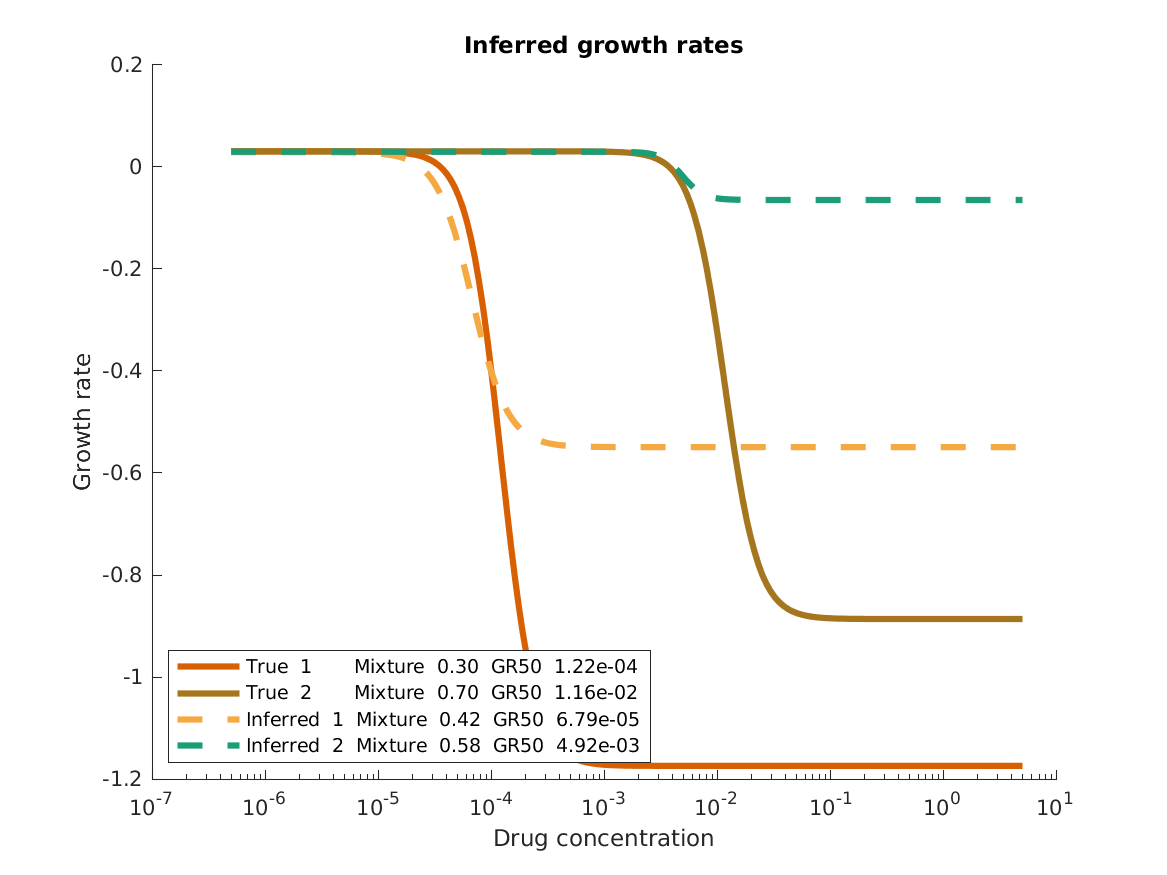 Inferred growth rates
0.2
0
-0.2
-0.4
-0.6
-0.8
-1
-1.2
Growth rate
True 1 Mixture 0.30 GR50 1.22e-04
True 2 Mixture 0.70 GR50 1.16e-02
Inferred 1 Mixture 0.42 GR50 6.79e-05
Inferred 2 Mixture 0.58 GR50 4.92e-03
10^-7 10^-6 10^-5 10^-4 10^-3 10^-2 10^-1 10^0 10^1
Drug concentration